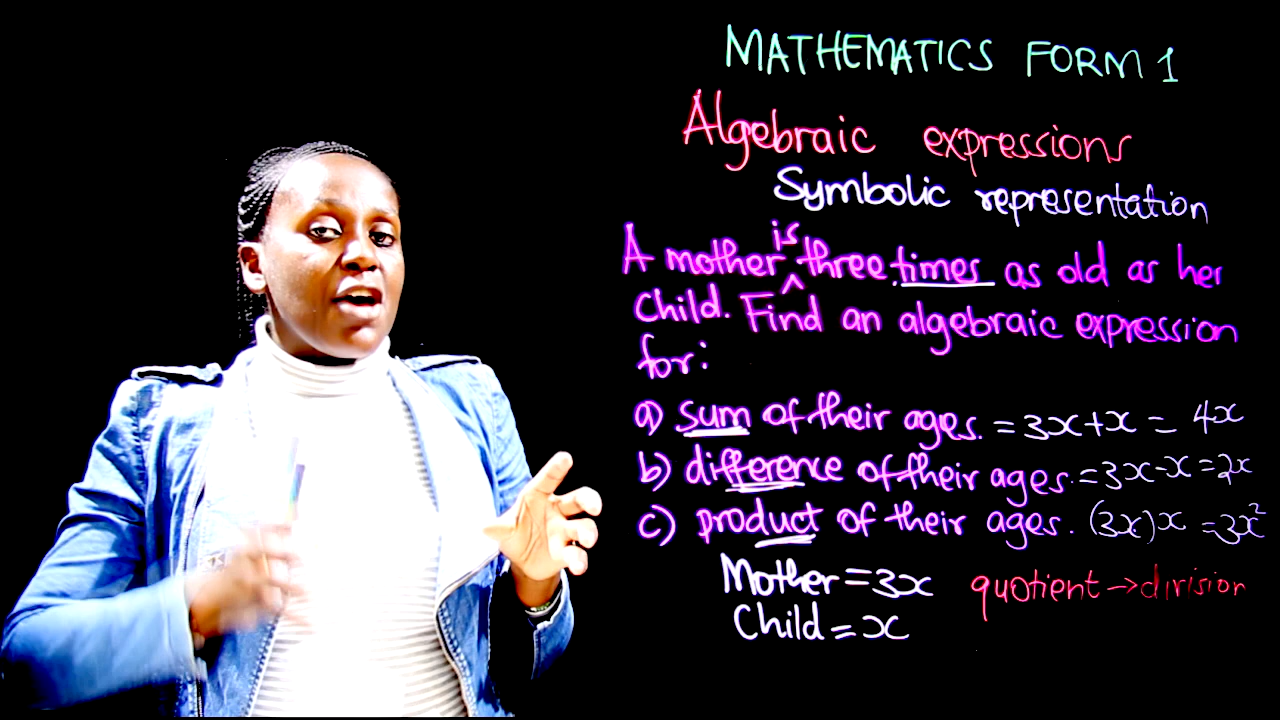 MATHEMATICS FORM 1
Algebraic expressions
Symbolic representation
is
A mother ^ three times as old as her
Child. Find an algebraic expression
for:
a) sum of their ages. = 3x+x = 4x
b) difference of their ages. = 3x-x = 2x
c) product of their ages. (3x)x = 3x²
Mother = 3x quotient → division
Child = x